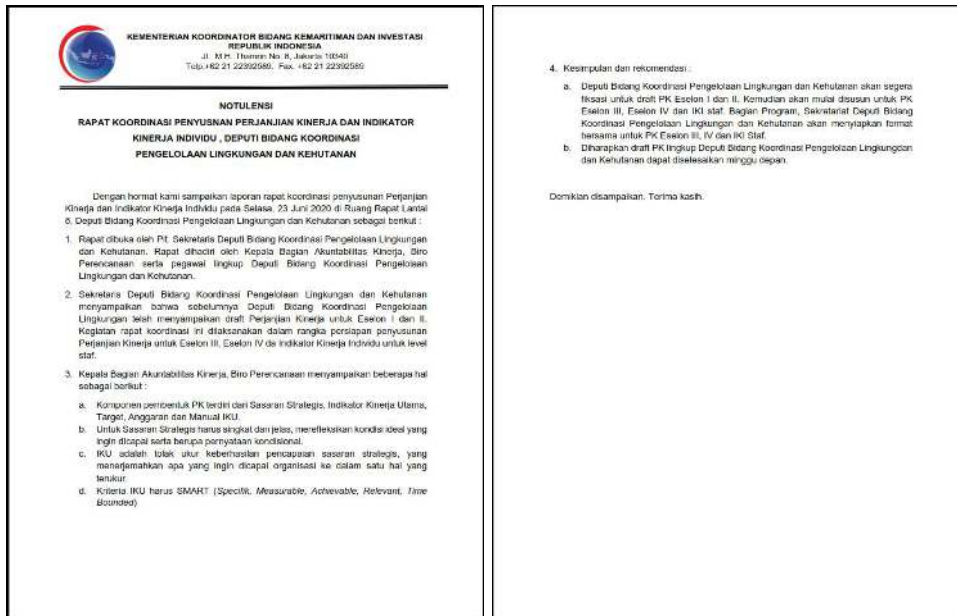 KEMENTERIAN KOORDINATOR BIDANG KEMARITIMAN DAN INVESTASI
REPUBLIK INDONESIA
Jl. M.H. Thamrin No. 8, Jakarta 10340
Telp.+62 21 22392589. Fax. +62 21 22392589
NOTULENSI
RAPAT KOORDINASI PENYUSNAN PERJANJIAN KINERJA DAN INDIKATOR
KINERJA INDIVIDU , DEPUTI BIDANG KOORDINASI
PENGELOLAAN LINGKUNGAN DAN KEHUTANAN
Dengan hormat kami sampaikan laporan rapat koordinasi penyusunan Perjanjian
Kinerja dan Indikator Kinerja Individu pada Selasa, 23 Juni 2020 di Ruang Rapat Lantai
6, Deputi Bidang Koordinasi Pengelolaan Lingkungan dan Kehutanan sebagai berikut :
1. Rapat dibuka oleh Plt. Sekretaris Deputi Bidang Koordinasi Pengelolaan Lingkungan
dan Kehutanan. Rapat dihadiri oleh Kepala Bagian Akuntabilitas Kinerja, Biro
Perencanaan serta pegawai lingkup Deputi Bidang Koordinasi Pengelolaan
Lingkungan dan Kehutanan.
2. Sekretaris Deputi Bidang Koordinasi Pengelolaan Lingkungan dan Kehutanan
menyampaikan bahwa sebelumnya Deputi Bidang Koordinasi Pengelolaan
Lingkungan telah menyampaikan draft Perjanjian Kinerja untuk Eselon I dan II.
Kegiatan rapat koordinasi ini dilaksanakan dalam rangka persiapan penyusunan
Perjanjian Kinerja untuk Eselon III, Eselon IV da Indikator Kinerja Individu untuk level
staf.
3. Kepala Bagian Akuntabilitas Kinerja, Biro Perencanaan menyampaikan beberapa hal
sebagai berikut :
a. Komponen pembentuk PK terdiri dari Sasaran Strategis, Indikator Kinerja Utama,
Target, Anggaran dan Manual IKU.
b. Untuk Sasaran Strategis harus singkat dan jelas, merefleksikan kondisi ideal yang
ingin dicapai serta berupa pernyataan kondisional.
c. IKU adalah tolak ukur keberhasilan pencapaian sasaran strategis, yang
menerjemahkan apa yang ingin dicapai organisasi ke dalam satu hal yang
terukur.
d. Kriteria IKU harus SMART (Specifik, Measurable, Achievable, Relevant, Time
Bounded)
4. Kesimpulan dan rekomendasi :
a. Deputi Bidang Koordinasi Pengelolaan Lingkungan dan Kehutanan akan segera
fiksasi untuk draft PK Eselon I dan II. Kemudian akan mulai disusun untuk PK
Eselon III, Eselon IV dan IKI staf. Bagian Program, Sekretariat Deputi Bidang
Koordinasi Pengelolaan Lingkungan dan Kehutanan akan menyiapkan format
bersama untuk PK Eselon III, IV dan IKI Staf.
b. Diharapkan draft PK lingkup Deputi Bidang Koordinasi Pengelolaan Lingkungdan
dan Kehutanan dapat diselesaikan minggu depan.
Demikian disampaikan. Terima kasih.